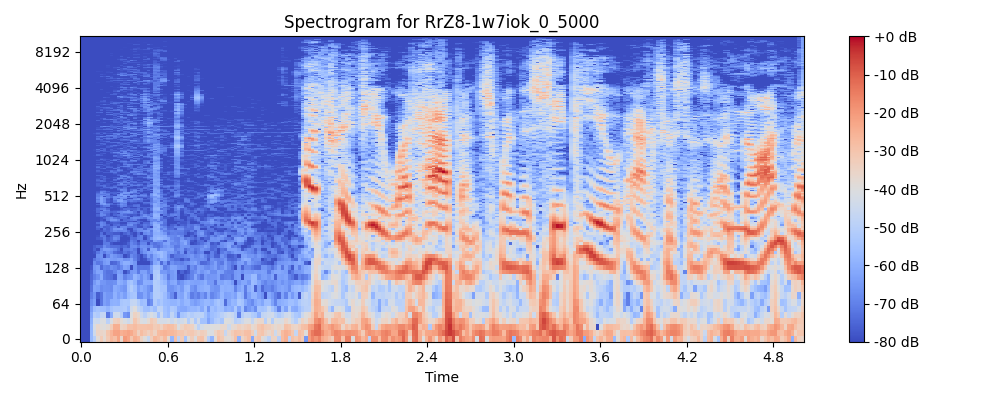 Spectrogram for RrZ8-1w7iok_0_5000
Hz
8192
4096
2048
1024
512
256
128
64
0
0.0 0.6 1.2 1.8 2.4 3.0 3.6 4.2 4.8
Time
+0 dB
-10 dB
-20 dB
-30 dB
-40 dB
-50 dB
-60 dB
-70 dB
-80 dB